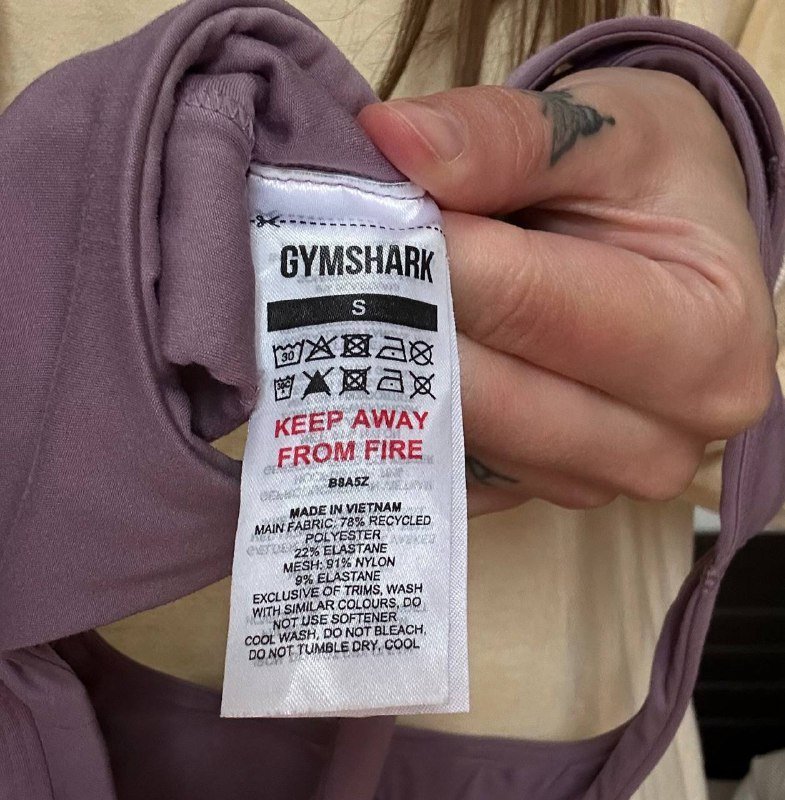 GYMSHARK
S
30
30C
KEEP AWAY
FROM FIRE
B8A5Z
MADE IN VIETNAM
MAIN FABRIC: 78% RECYCLED
POLYESTER
22% ELASTANE
MESH: 91% NYLON
9% ELASTANE
EXCLUSIVE OF TRIMS, WASH
WITH SIMILAR COLOURS, DO
NOT USE SOFTENER
COOL WASH, DO NOT BLEACH,
DO NOT TUMBLE DRY, COOL